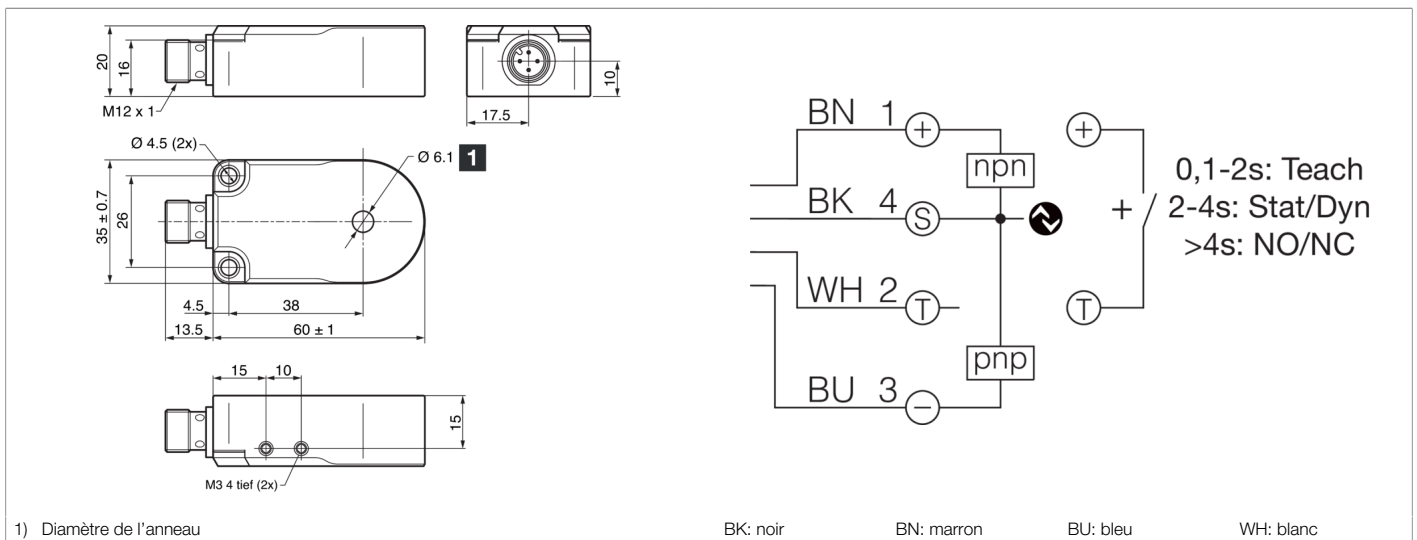 20
16
M12 x 1
10
17.5
Ø 4.5 (2x)
Ø 6.1 1
35 ± 0.7
26
4.5
38
13.5
60 ± 1
15
10
15
M3 4 tief (2x)
BN 1 +
npn
BK 4 S
WH 2 T
pnp
BU 3 −
+
+
T
0,1-2s: Teach
2-4s: Stat/Dyn
>4s: NO/NC
1) Diamètre de l’anneau
BK: noir
BN: marron
BU: bleu
WH: blanc